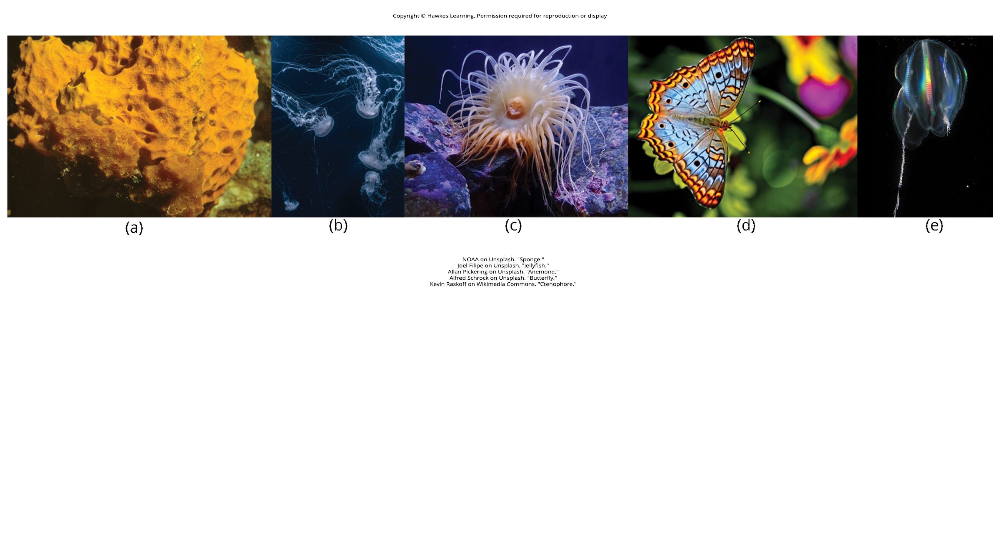 Copyright © Hawkes Learning. Permission required for reproduction or display
(a)
(b)
(c)
(d)
(e)
NOAA on Unsplash. "Sponge."
Joel Filipe on Unsplash. "Jellyfish."
Allan Pickering on Unsplash. "Anemone."
Alfred Schrock on Unsplash. "Butterfly."
Kevin Raskoff on Wikimedia Commons. "Ctenophore."